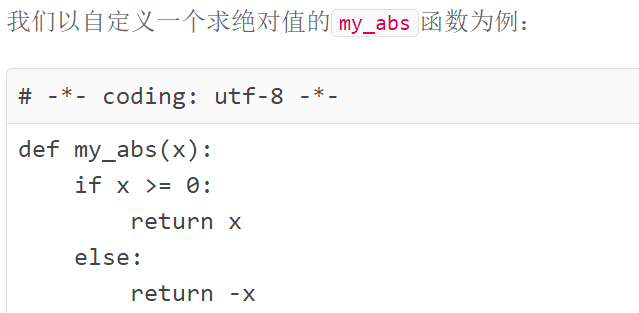 我们以自定义一个求绝对值的my_abs函数为例：
# -*- coding: utf-8 -*-
def my_abs(x):
    if x >= 0:
        return x
    else:
        return -x